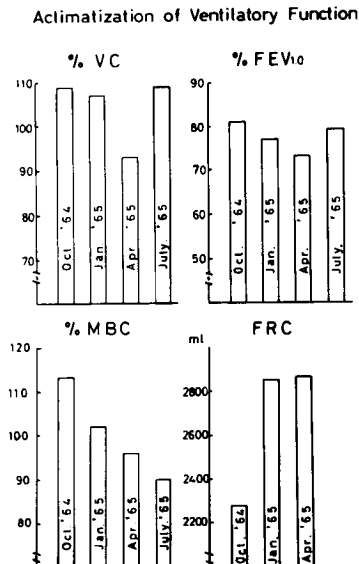 Aclimatization of Ventilatory Function
% VC
% FEV1.0
110
100
90
80
70
Oct. '64
Jan. '65
Apr. '65
July. '65
90
80
70
60
50
Oct. '64
Jan. '65
Apr. '65
July. '65
% MBC
FRC
120
110
100
90
80
Oct. '64
Jan. '65
Apr. '65
July. '65
ml
2800
2600
2400
2200
Oct. '64
Jan. '65
Apr. '65